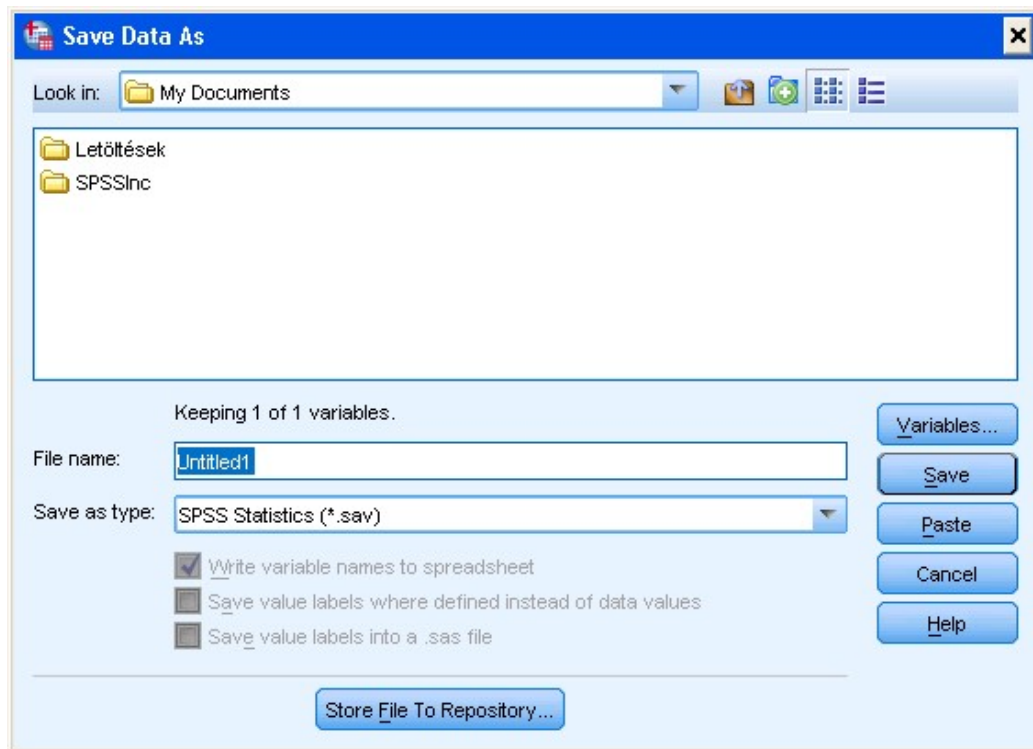 Save Data As
Look in: My Documents
Letöltések
SPSSInc
Keeping 1 of 1 variables.
File name: Untitled1
Save as type: SPSS Statistics (*.sav)
Write variable names to spreadsheet
Save value labels where defined instead of data values
Save value labels into a .sas file
Variables...
Save
Paste
Cancel
Help
Store File To Repository...